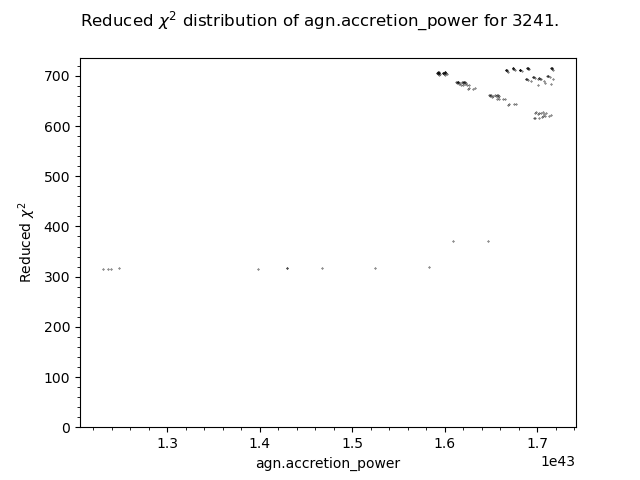 Reduced χ² distribution of agn.accretion_power for 3241.
Reduced χ²
700
600
500
400
300
200
100
0
1.3 1.4 1.5 1.6 1.7
1e43
agn.accretion_power